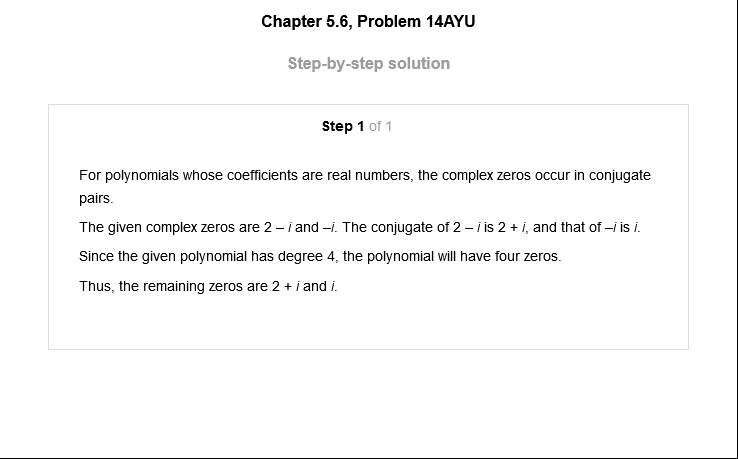 Chapter 5.6, Problem 14AYU
Step-by-step solution
Step 1 of 1
For polynomials whose coefficients are real numbers, the complex zeros occur in conjugate
pairs.
The given complex zeros are 2 – i and –i. The conjugate of 2 – i is 2 + i, and that of –i is i.
Since the given polynomial has degree 4, the polynomial will have four zeros.
Thus, the remaining zeros are 2 + i and i.